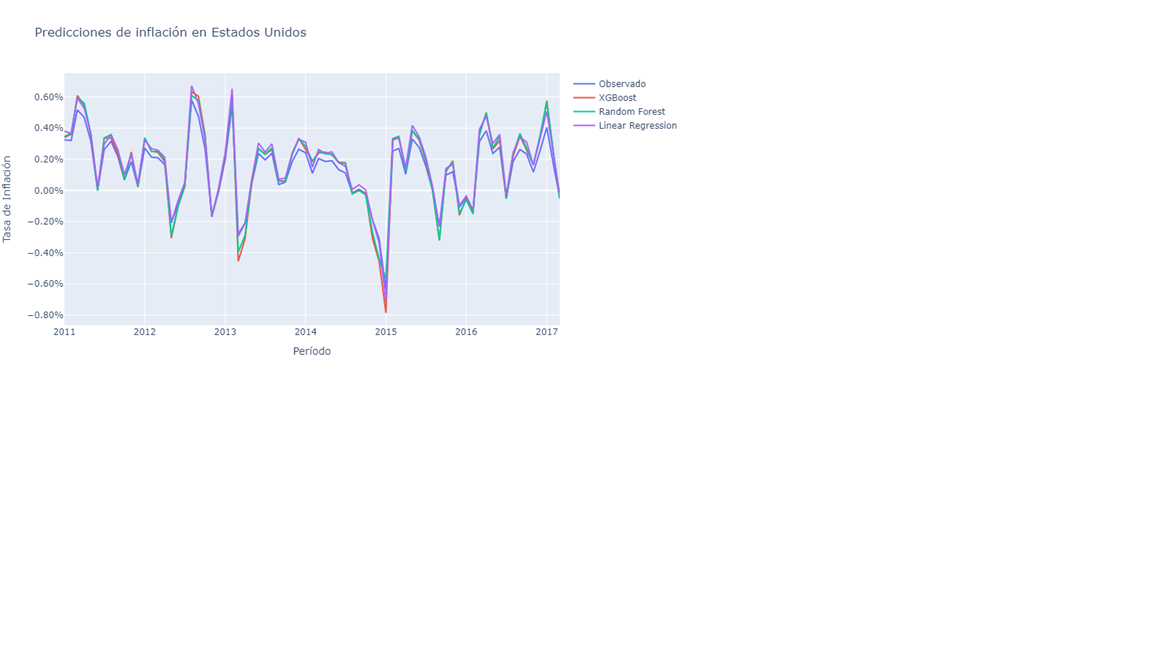 Predicciones de inflación en Estados Unidos
Observado
XGBoost
Random Forest
Linear Regression
Tasa de Inflación
0.60%
0.40%
0.20%
0.00%
−0.20%
−0.40%
−0.60%
−0.80%
2011 2012 2013 2014 2015 2016 2017
Período